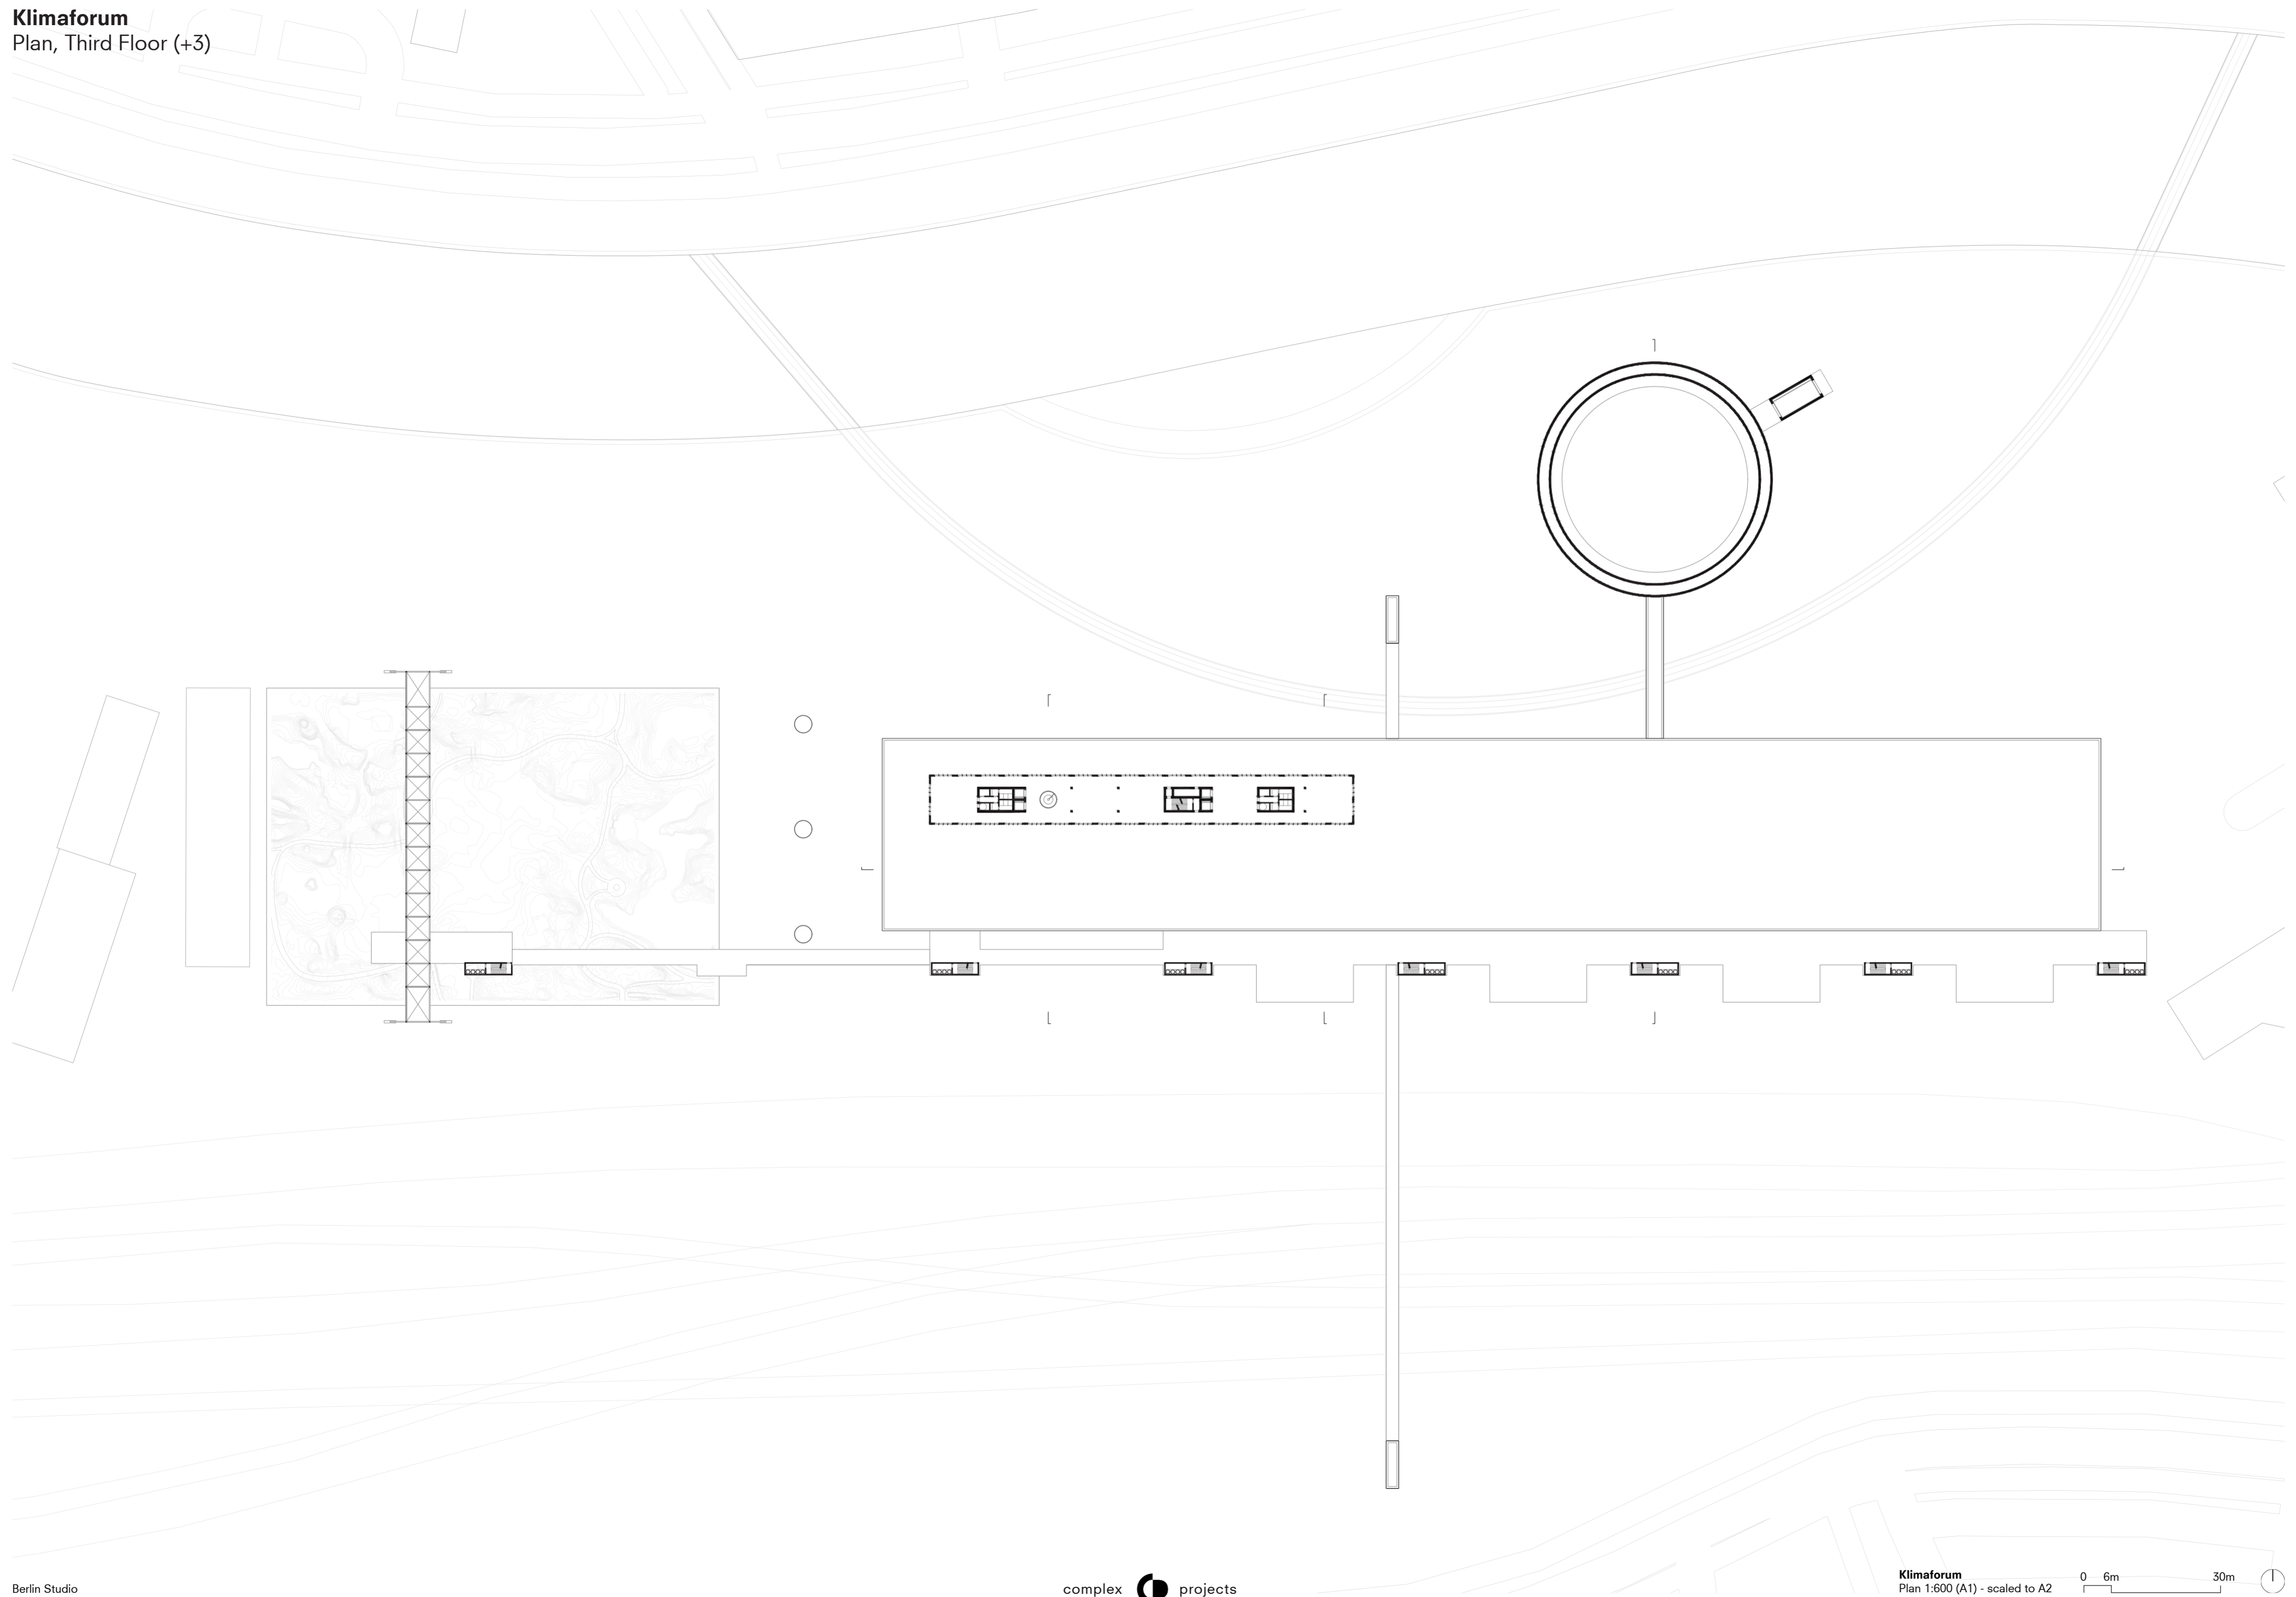 Klimaforum
Plan, Third Floor (+3)
Berlin Studio
complex projects
Klimaforum
Plan 1:600 (A1) - scaled to A2
0 6m 30m